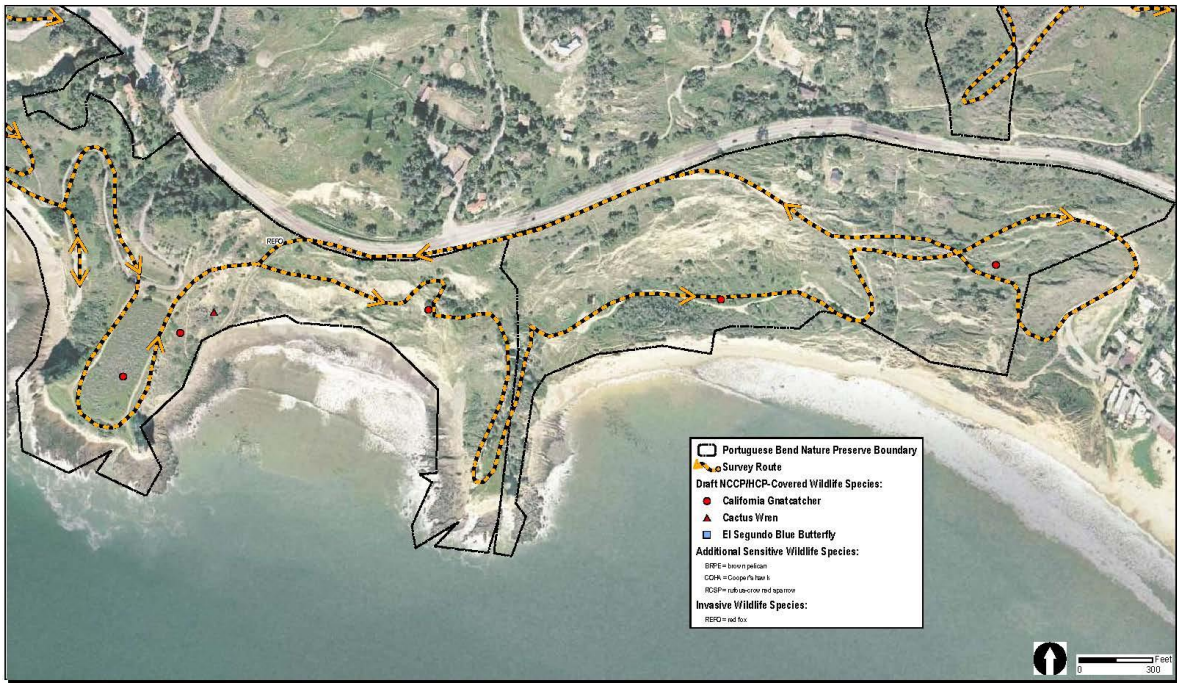 REFO
Portuguese Bend Nature Preserve Boundary
Survey Route
Draft NCCP/HCP-Covered Wildlife Species:
California Gnatcatcher
Cactus Wren
El Segundo Blue Butterfly
Additional Sensitive Wildlife Species:
BRPE = brown pelican
COHA = Cooper's hawk
RCSP = rufous-crowned sparrow
Invasive Wildlife Species:
REFO = red fox
Feet
0 300